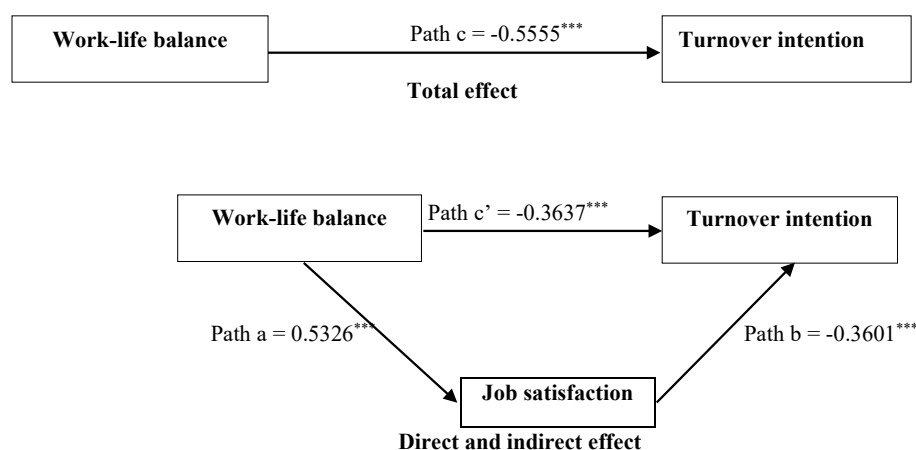 Path c = -0.5555***
Work-life balance
Turnover intention
Total effect
Work-life balance
Path c’ = -0.3637***
Turnover intention
Path a = 0.5326***
Path b = -0.3601***
Job satisfaction
Direct and indirect effect